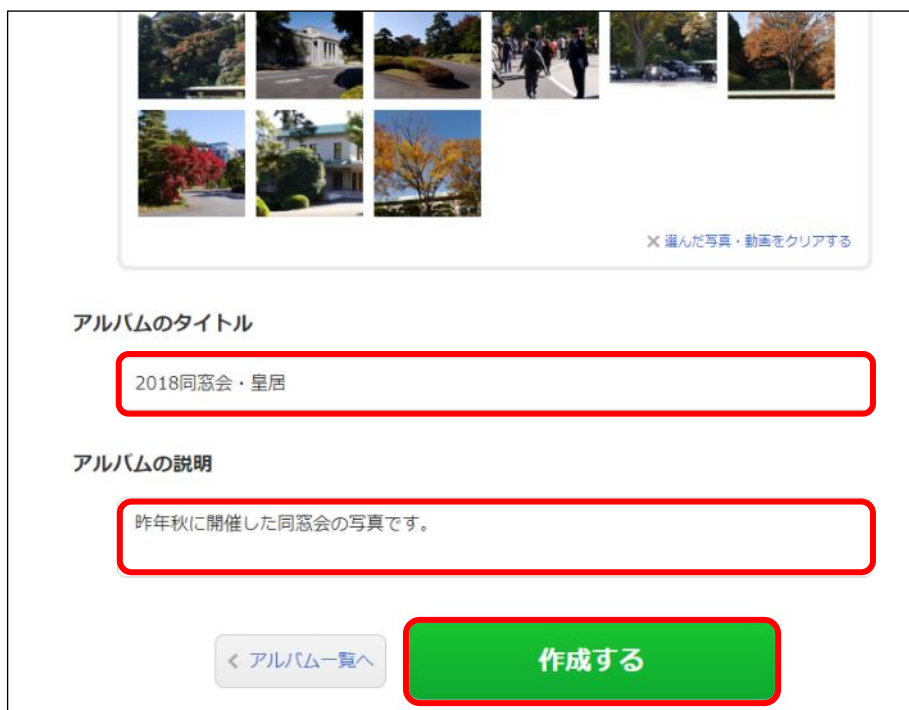 × 選んだ写真・動画をクリアする
アルバムのタイトル
2018同窓会・皇居
アルバムの説明
昨年秋に開催した同窓会の写真です。
< アルバム一覧へ
作成する